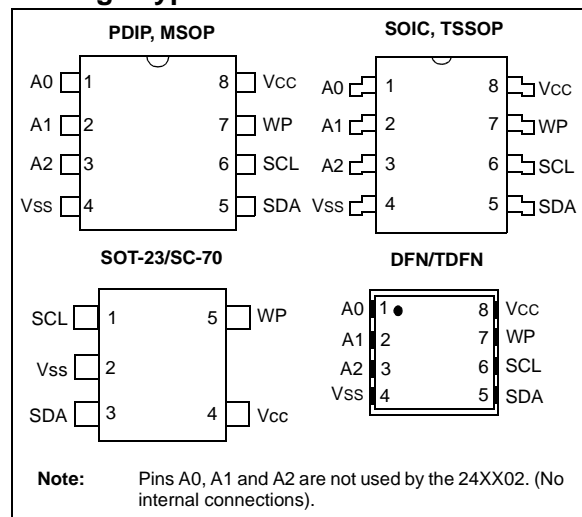 PDIP, MSOP
A0 1 8 VCC
A1 2 7 WP
A2 3 6 SCL
VSS 4 5 SDA
SOIC, TSSOP
A0 1 8 VCC
A1 2 7 WP
A2 3 6 SCL
VSS 4 5 SDA
SOT-23/SC-70
SCL 1 5 WP
Vss 2
SDA 3 4 Vcc
DFN/TDFN
A0 1 8 VCC
A1 2 7 WP
A2 3 6 SCL
VSS 4 5 SDA
Note: Pins A0, A1 and A2 are not used by the 24XX02. (No
internal connections).